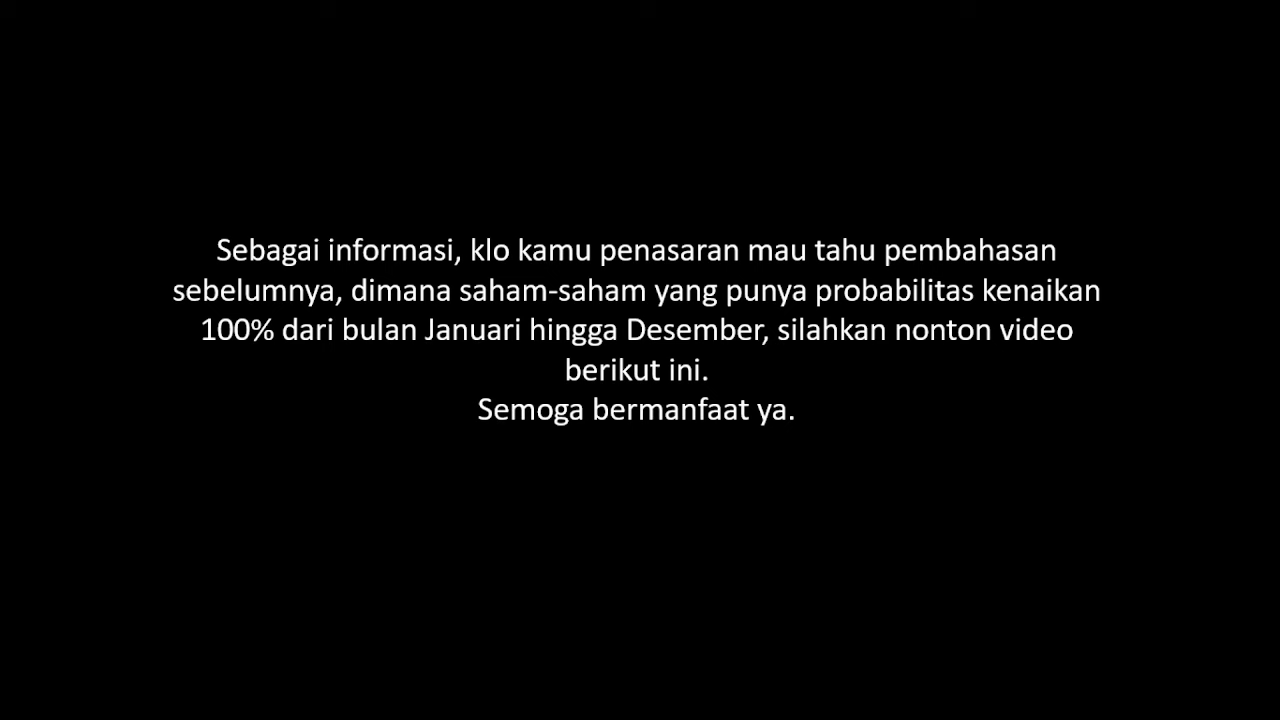 Sebagai informasi, klo kamu penasaran mau tahu pembahasan
sebelumnya, dimana saham-saham yang punya probabilitas kenaikan
100% dari bulan Januari hingga Desember, silahkan nonton video
berikut ini.
Semoga bermanfaat ya.